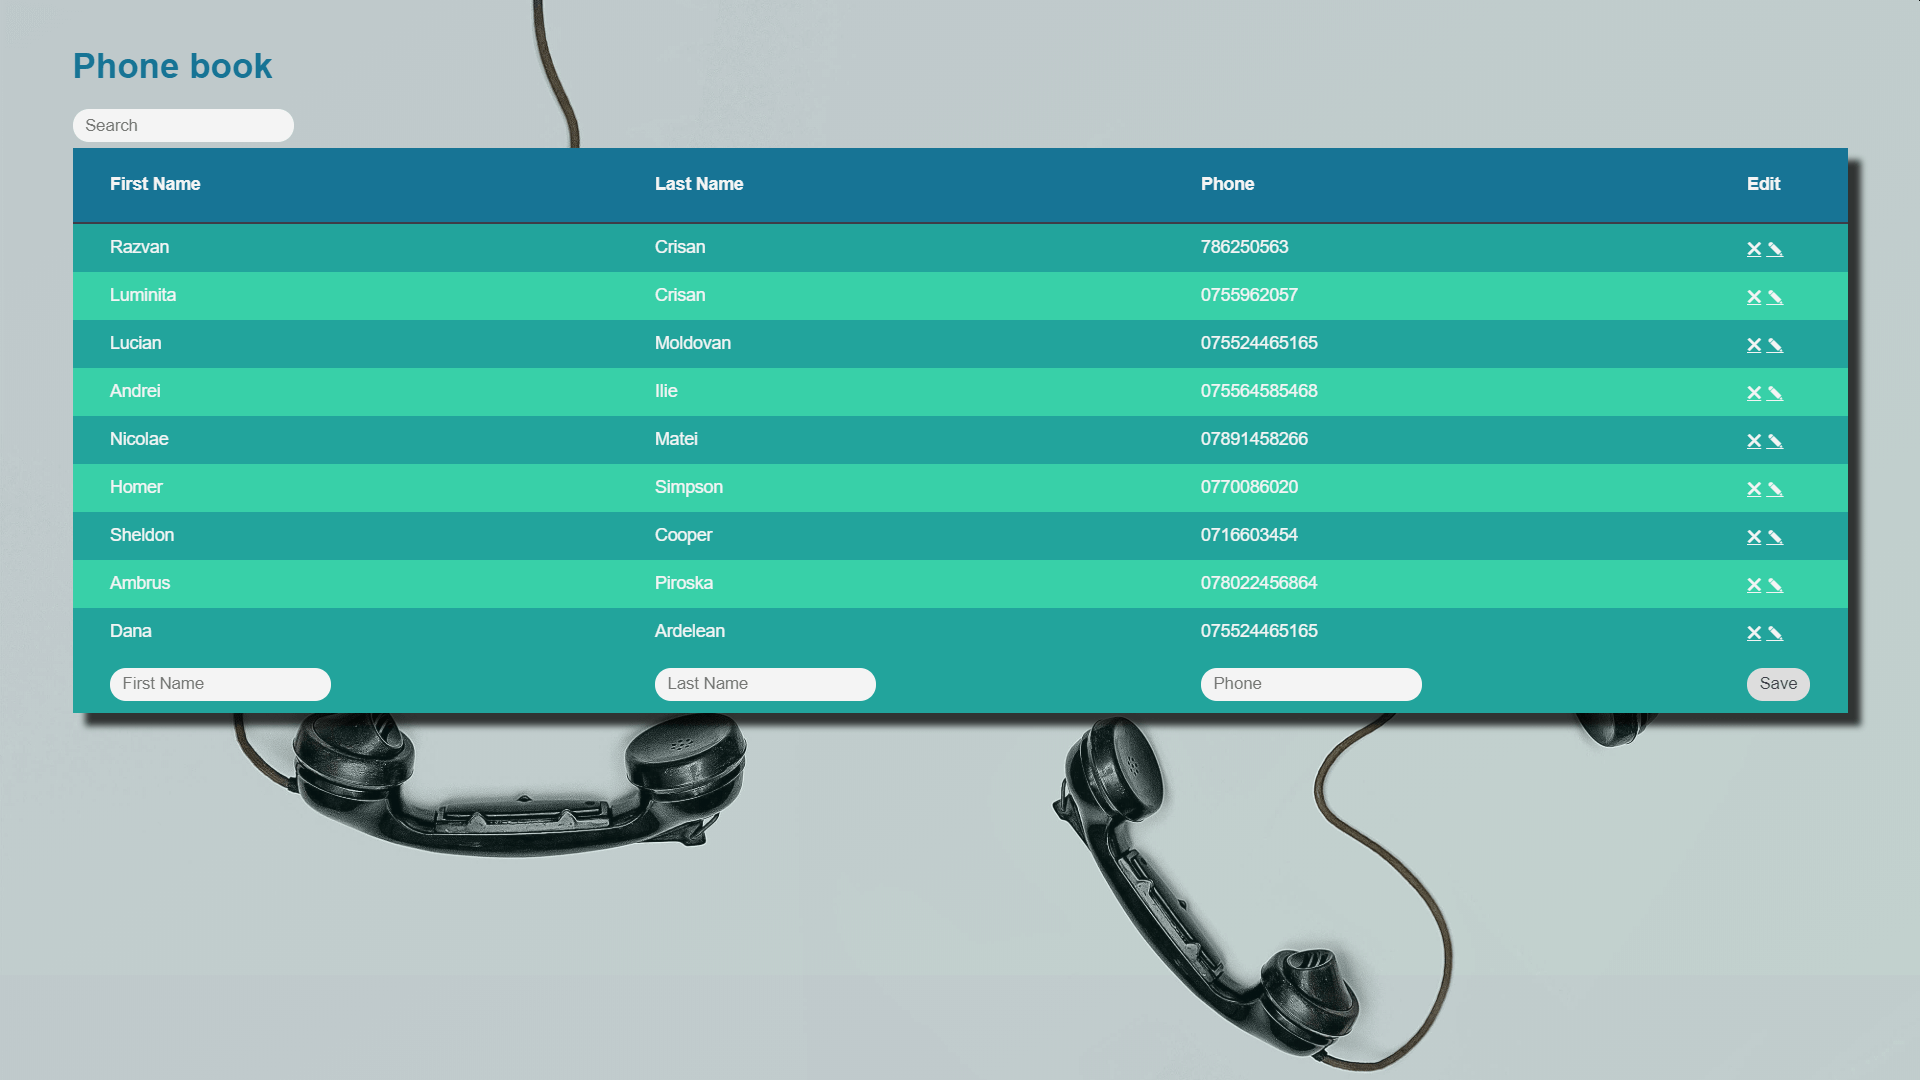 Phone book
Search
First Name Last Name Phone Edit
Razvan Crisan 786250563
Luminita Crisan 0755962057
Lucian Moldovan 075524465165
Andrei Ilie 075564585468
Nicolae Matei 07891458266
Homer Simpson 0770086020
Sheldon Cooper 0716603454
Ambrus Piroska 078022456864
Dana Ardelean 075524465165
First Name Last Name Phone Save